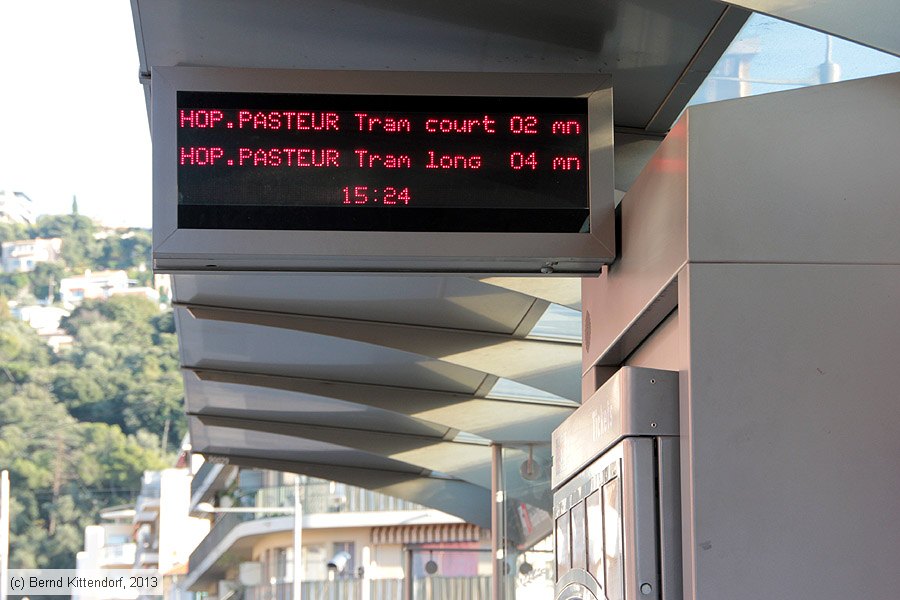 HOP.PASTEUR Tram court 02 mn
HOP.PASTEUR Tram long 04 mn
15:24
(c) Bernd Kittendorf, 2013